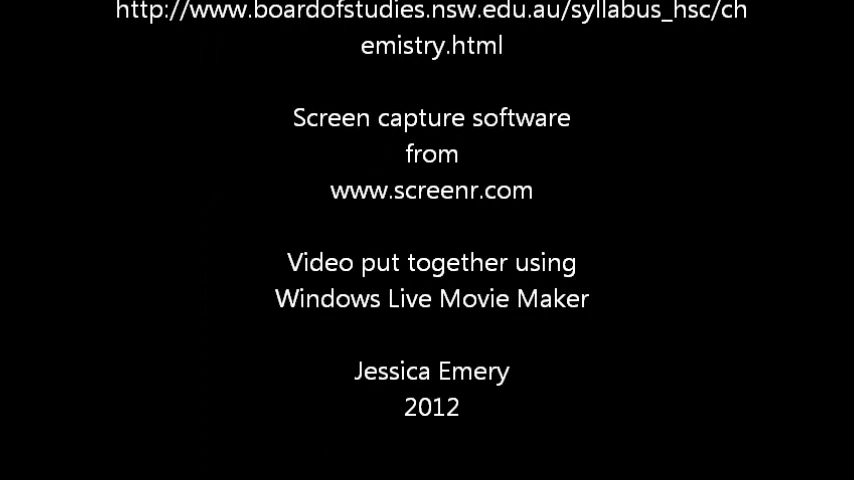 http://www.boardofstudies.nsw.edu.au/syllabus_hsc/ch
emistry.html
Screen capture software
from
www.screenr.com
Video put together using
Windows Live Movie Maker
Jessica Emery
2012